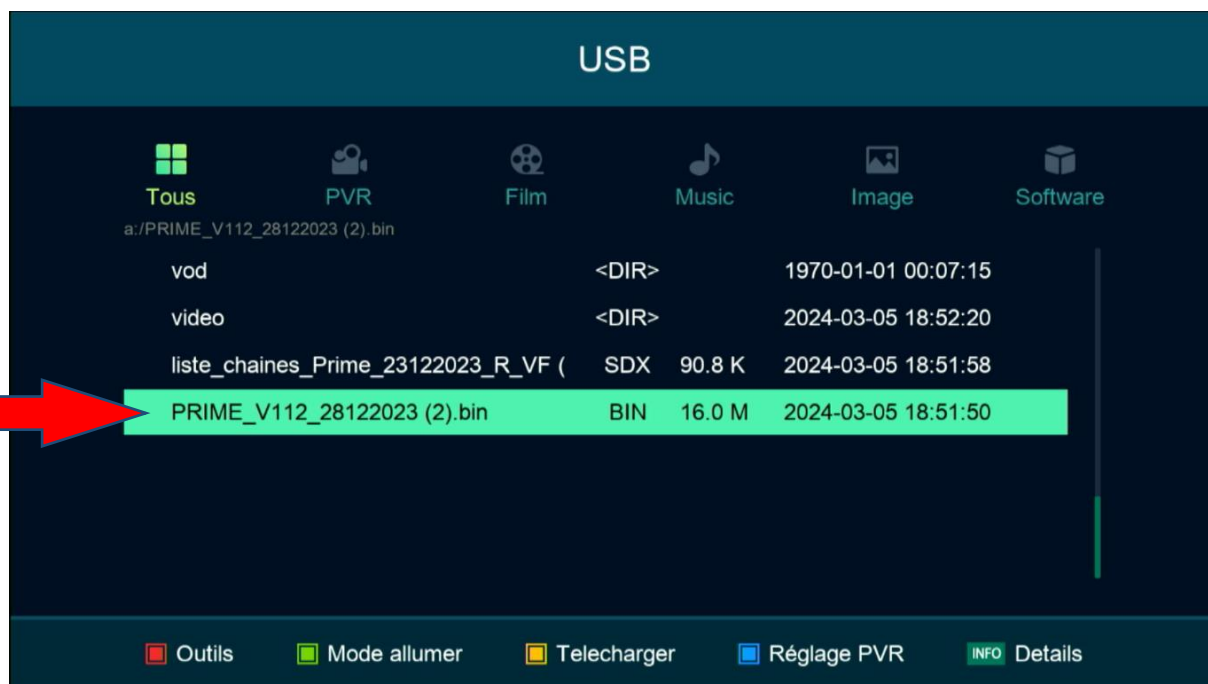 USB
Tous PVR Film Music Image Software
a:/PRIME_V112_28122023 (2).bin
vod <DIR> 1970-01-01 00:07:15
video <DIR> 2024-03-05 18:52:20
liste_chaines_Prime_23122023_R_VF ( SDX 90.8 K 2024-03-05 18:51:58
PRIME_V112_28122023 (2).bin BIN 16.0 M 2024-03-05 18:51:50
Outils Mode allumer Telecharger Réglage PVR INFO Details